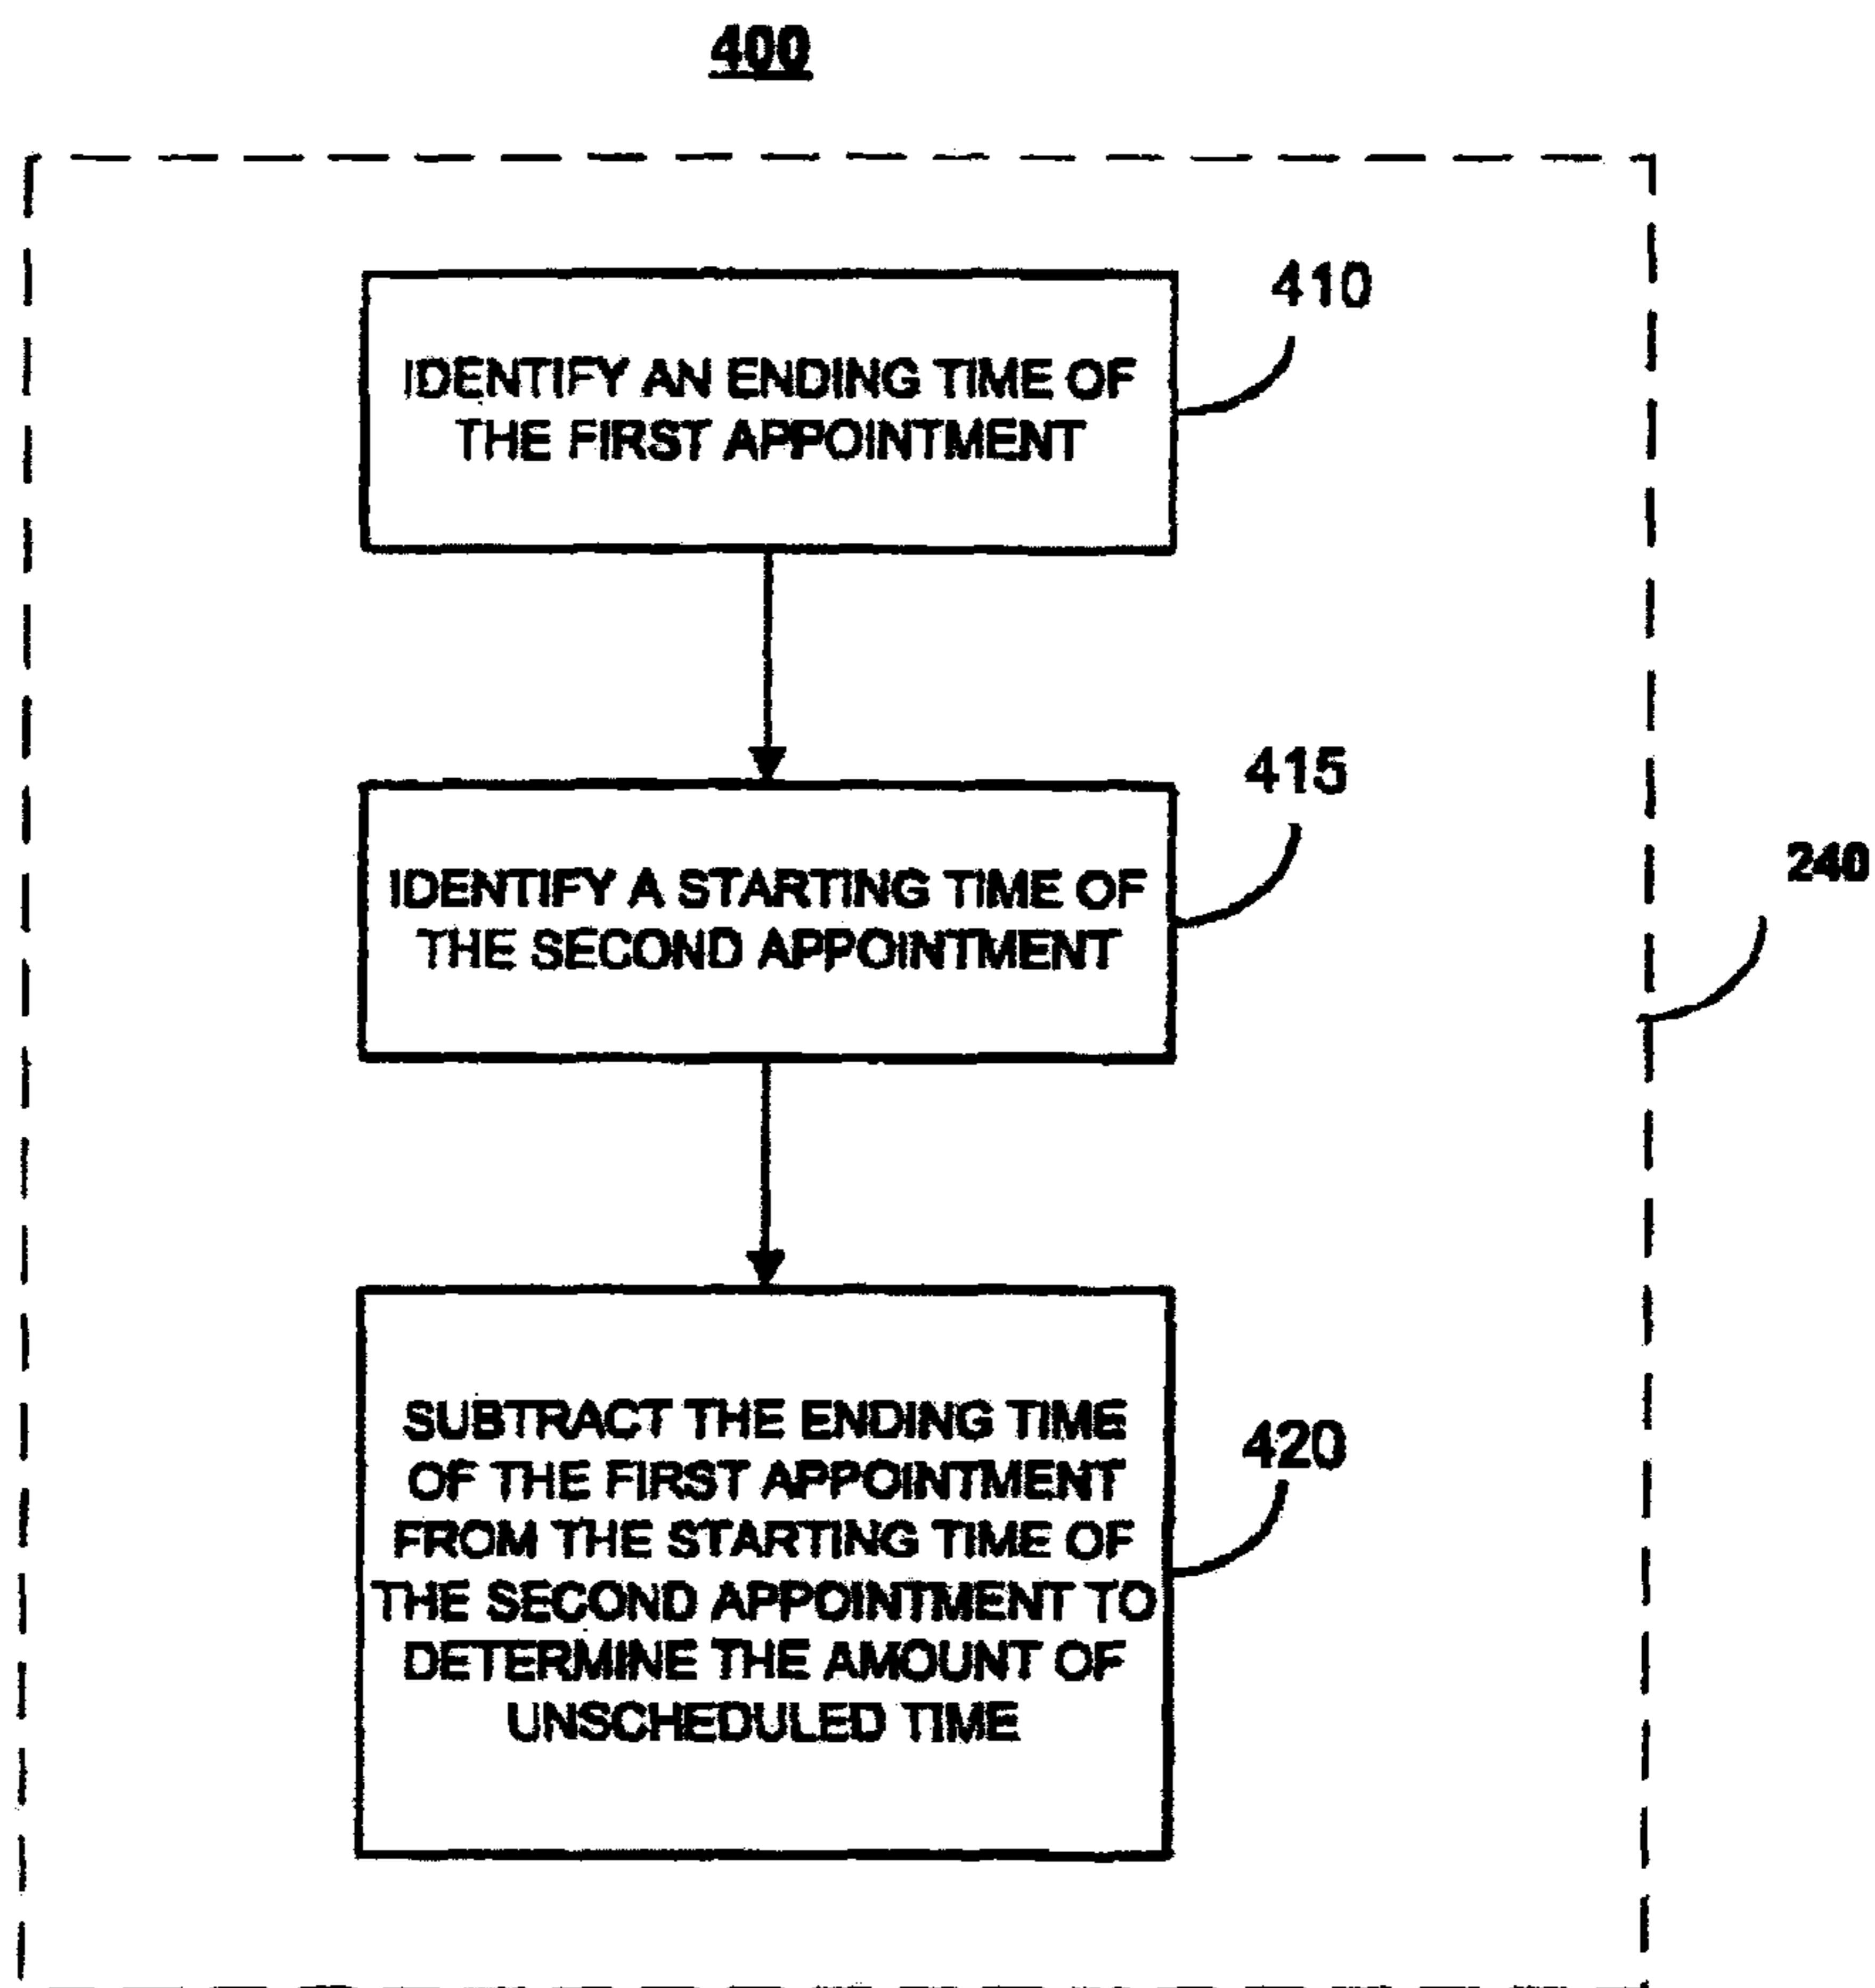 400
410
IDENTIFY AN ENDING TIME OF
THE FIRST APPOINTMENT
415
IDENTIFY A STARTING TIME OF
THE SECOND APPOINTMENT
240
420
SUBTRACT THE ENDING TIME
OF THE FIRST APPOINTMENT
FROM THE STARTING TIME OF
THE SECOND APPOINTMENT TO
DETERMINE THE AMOUNT OF
UNSCHEDULED TIME